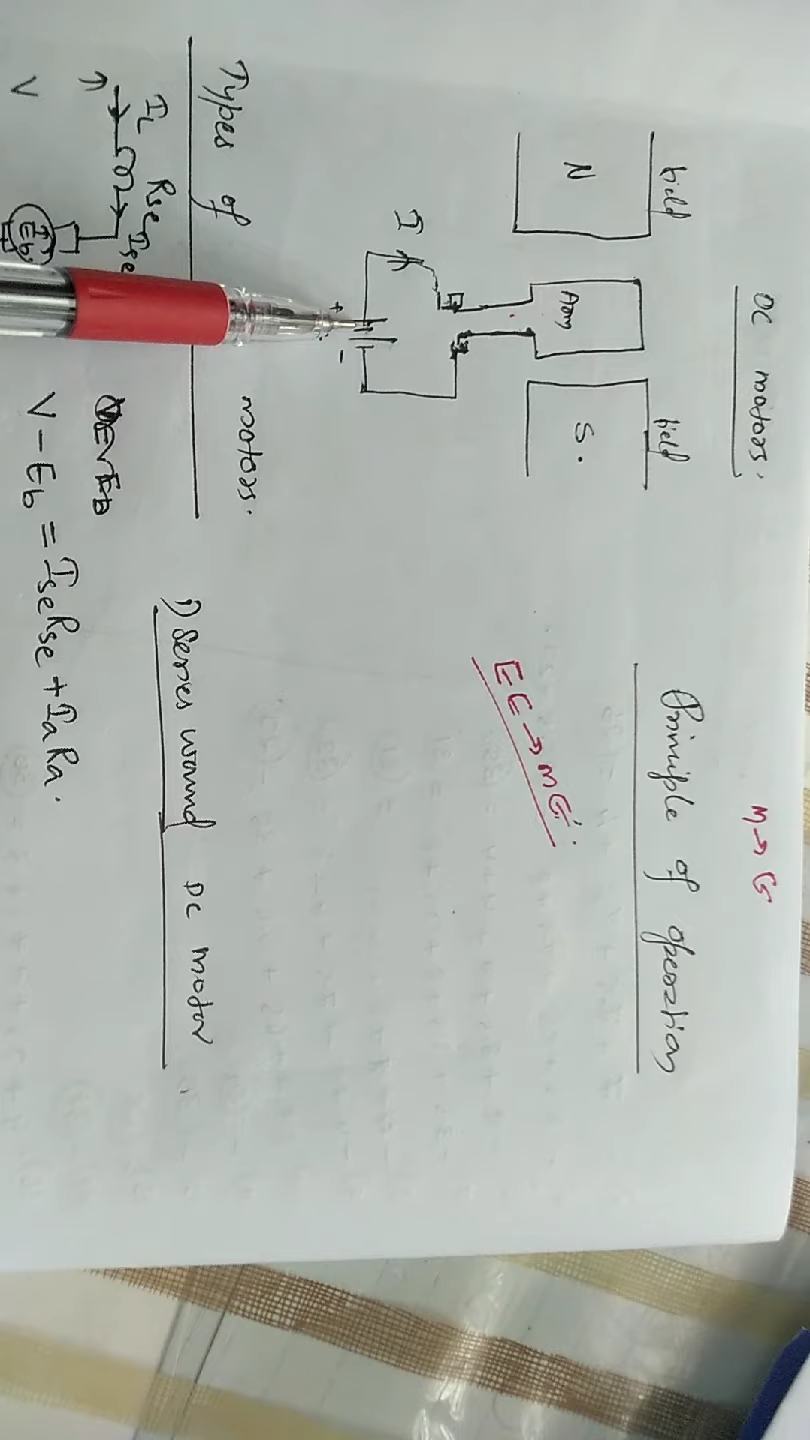 DC motors.
M → G
Principle of operation
field
field
N
Arm
S.
EE → ME.
I
+
-
Types of motors.
1) Series wound DC motor
IL Rse Ise
V - Eb = IseRse + IaRa.
V
Eb